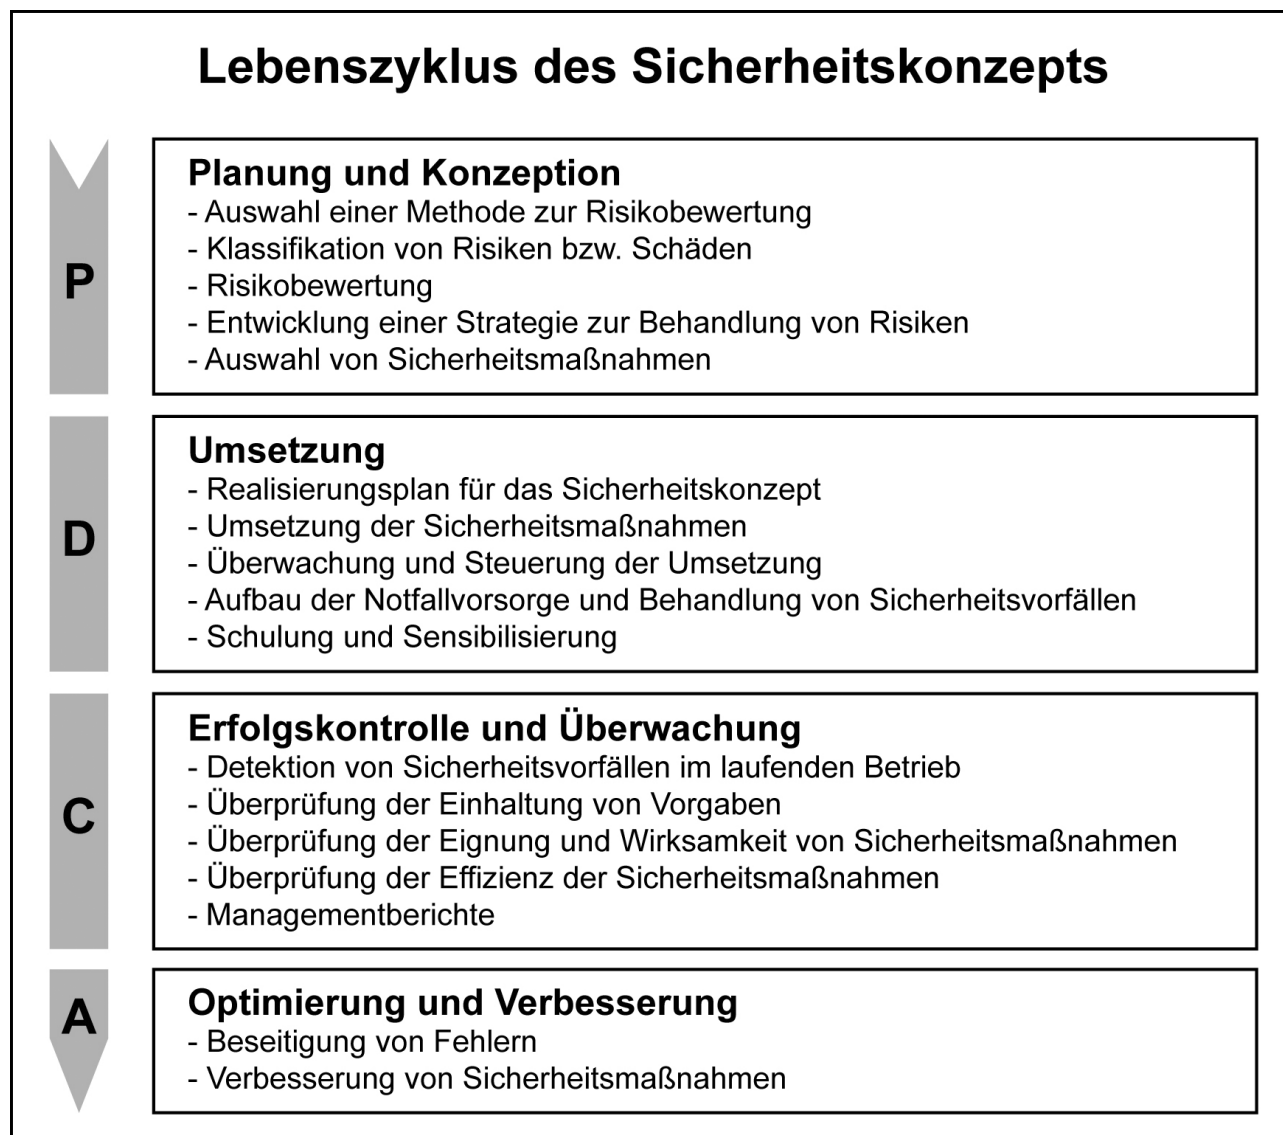 Lebenszyklus des Sicherheitskonzepts
P
Planung und Konzeption
- Auswahl einer Methode zur Risikobewertung
- Klassifikation von Risiken bzw. Schäden
- Risikobewertung
- Entwicklung einer Strategie zur Behandlung von Risiken
- Auswahl von Sicherheitsmaßnahmen
D
Umsetzung
- Realisierungsplan für das Sicherheitskonzept
- Umsetzung der Sicherheitsmaßnahmen
- Überwachung und Steuerung der Umsetzung
- Aufbau der Notfallvorsorge und Behandlung von Sicherheitsvorfällen
- Schulung und Sensibilisierung
C
Erfolgskontrolle und Überwachung
- Detektion von Sicherheitsvorfällen im laufenden Betrieb
- Überprüfung der Einhaltung von Vorgaben
- Überprüfung der Eignung und Wirksamkeit von Sicherheitsmaßnahmen
- Überprüfung der Effizienz der Sicherheitsmaßnahmen
- Managementberichte
A
Optimierung und Verbesserung
- Beseitigung von Fehlern
- Verbesserung von Sicherheitsmaßnahmen